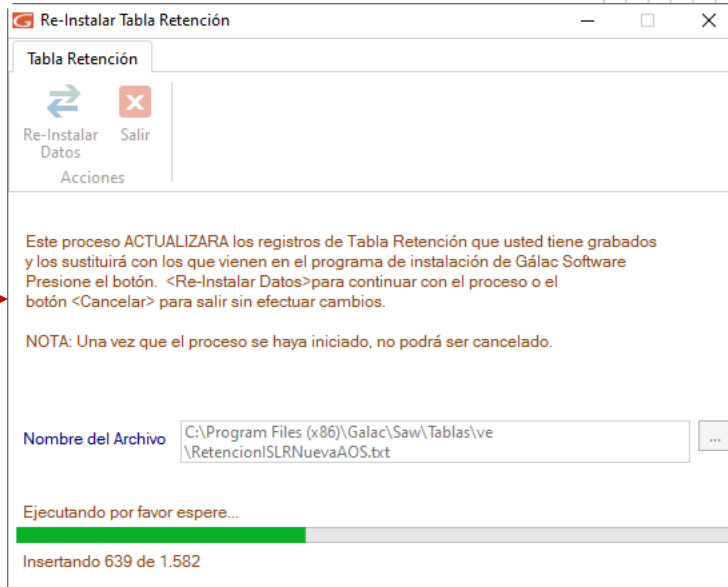 Re-Instalar Tabla Retención
Tabla Retención
Re-Instalar Datos
Salir
Acciones
Este proceso ACTUALIZARA los registros de Tabla Retención que usted tiene grabados
y los sustituirá con los que vienen en el programa de instalación de Gálac Software
Presione el botón. <Re-Instalar Datos>para continuar con el proceso o el
botón <Cancelar> para salir sin efectuar cambios.
NOTA: Una vez que el proceso se haya iniciado, no podrá ser cancelado.
Nombre del Archivo
C:\Program Files (x86)\Galac\Saw\Tablas\ve
\RetencionISLRNuevaAOS.txt
...
Ejecutando por favor espere...
Insertando 639 de 1.582